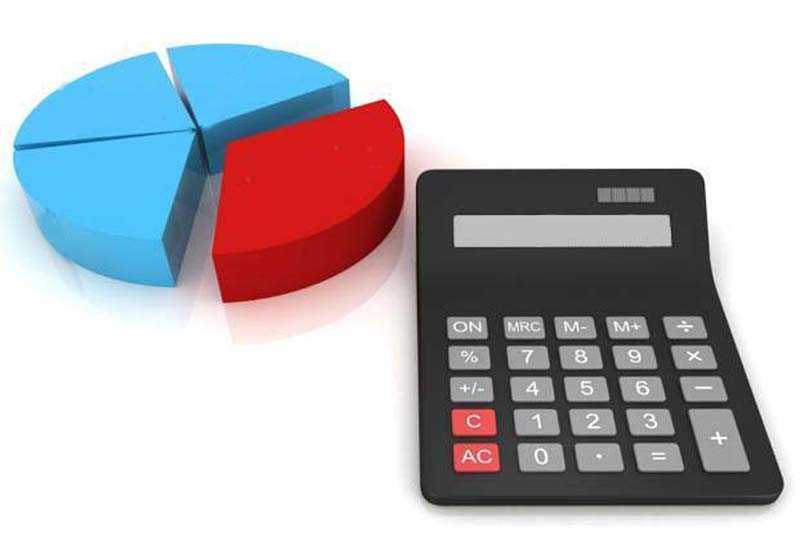 ON MRC M- M+ ÷
% 7 8 9 ×
+/- 4 5 6 −
C 1 2 3 +
AC 0 · =